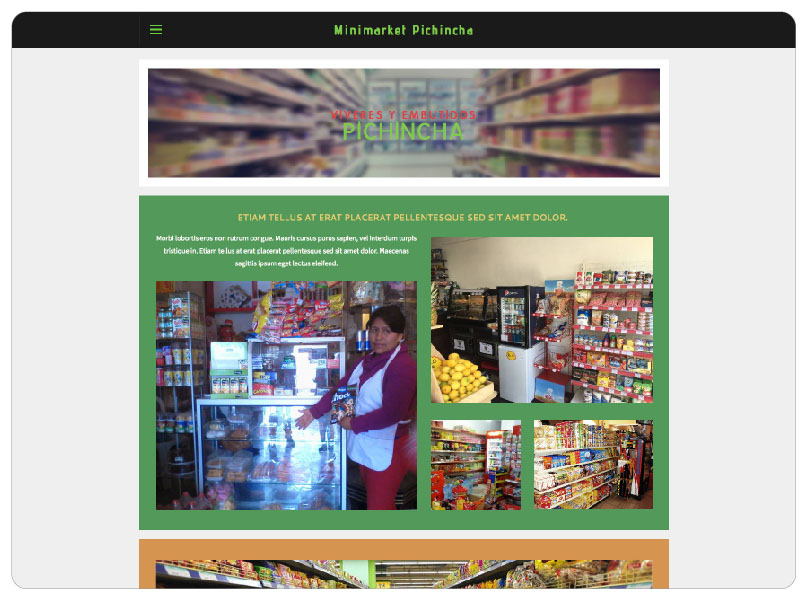 Minimarket Pichincha
VIVERES Y EMBUTIDOS
PICHINCHA
ETIAM TELLUS AT ERAT PLACERAT PELLENTESQUE SED SIT AMET DOLOR.
Morbi lobortis eros non rutrum congue. Mauris cursus purus sapien, vel interdum turpis
tristique in. Etiam tellus at erat placerat pellentesque sed sit amet dolor. Maecenas
sagittis ipsum eget lectus eleifend.